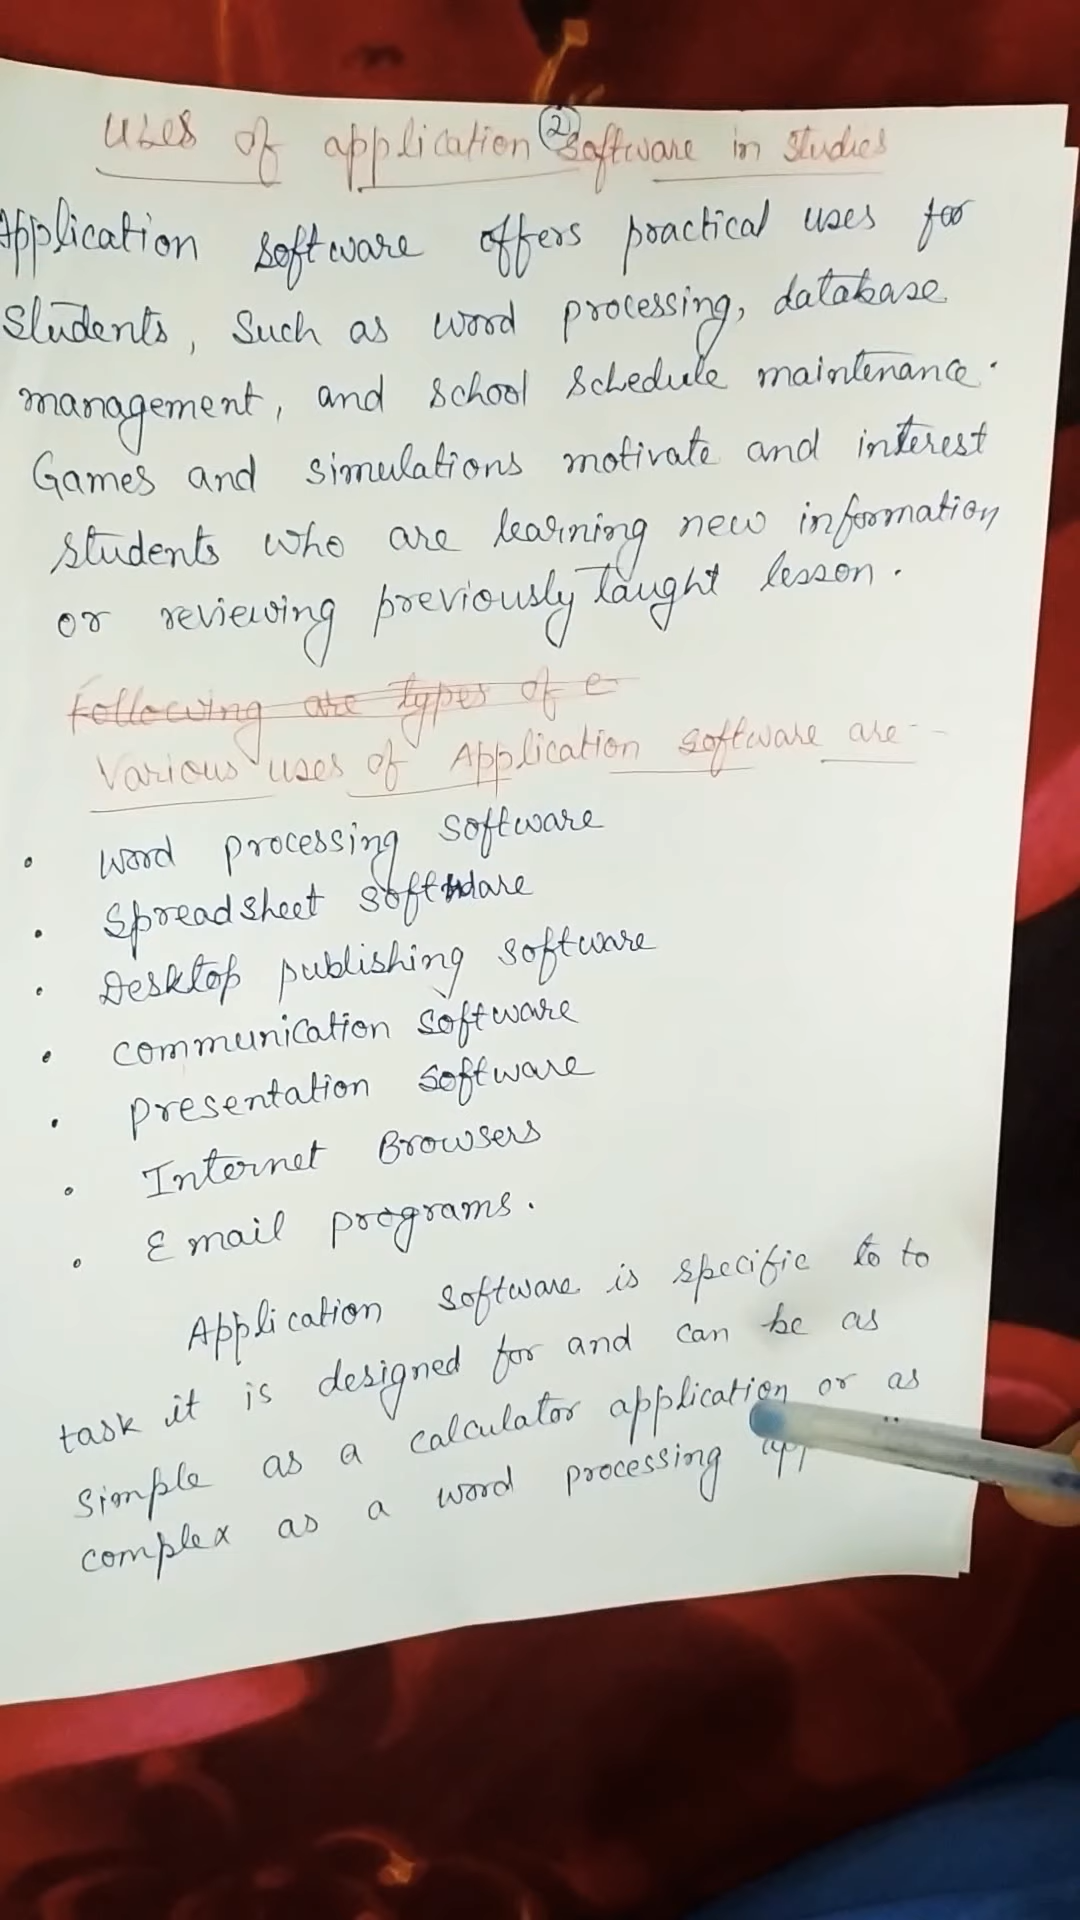 2
Uses of application software in studies
Application software offers practical uses for
students, such as word processing, database
management, and school schedule maintenance.
Games and simulations motivate and interest
students who are learning new information
or reviewing previously taught lesson.
Following are types of e
Various uses of Application software are -
• word processing software
• Spreadsheet software
• Desktop publishing software
• communication software
• presentation software
• Internet Browsers
• Email programs.
Application software is specific to to
task it is designed for and can be as
simple as a calculator application or as
complex as a word processing